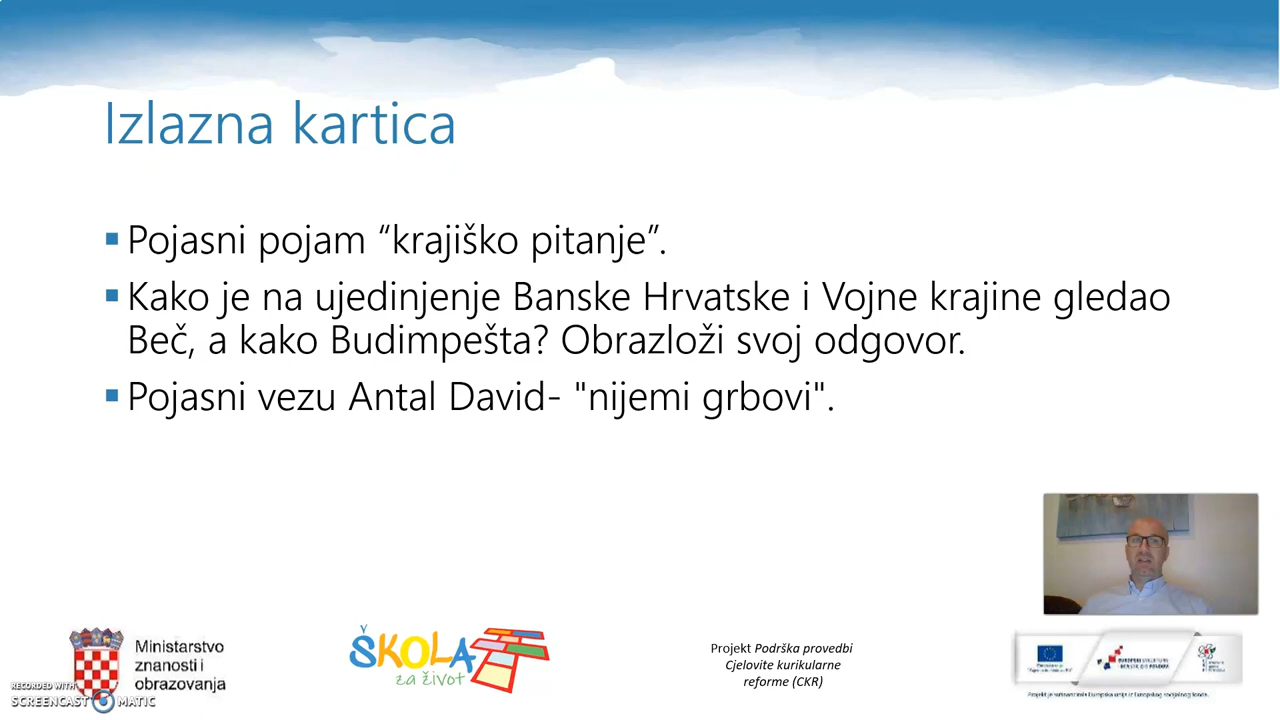 Izlazna kartica
Pojasni pojam “krajiško pitanje”.
Kako je na ujedinjenje Banske Hrvatske i Vojne krajine gledao
Beč, a kako Budimpešta? Obrazloži svoj odgovor.
Pojasni vezu Antal David- "nijemi grbovi".
Ministarstvo
znanosti i
obrazovanja
RECORDED WITH
SCREENCAST MATIC
ŠKOLA
za život
Projekt Podrška provedbi
Cjelovite kurikularne
reforme (CKR)